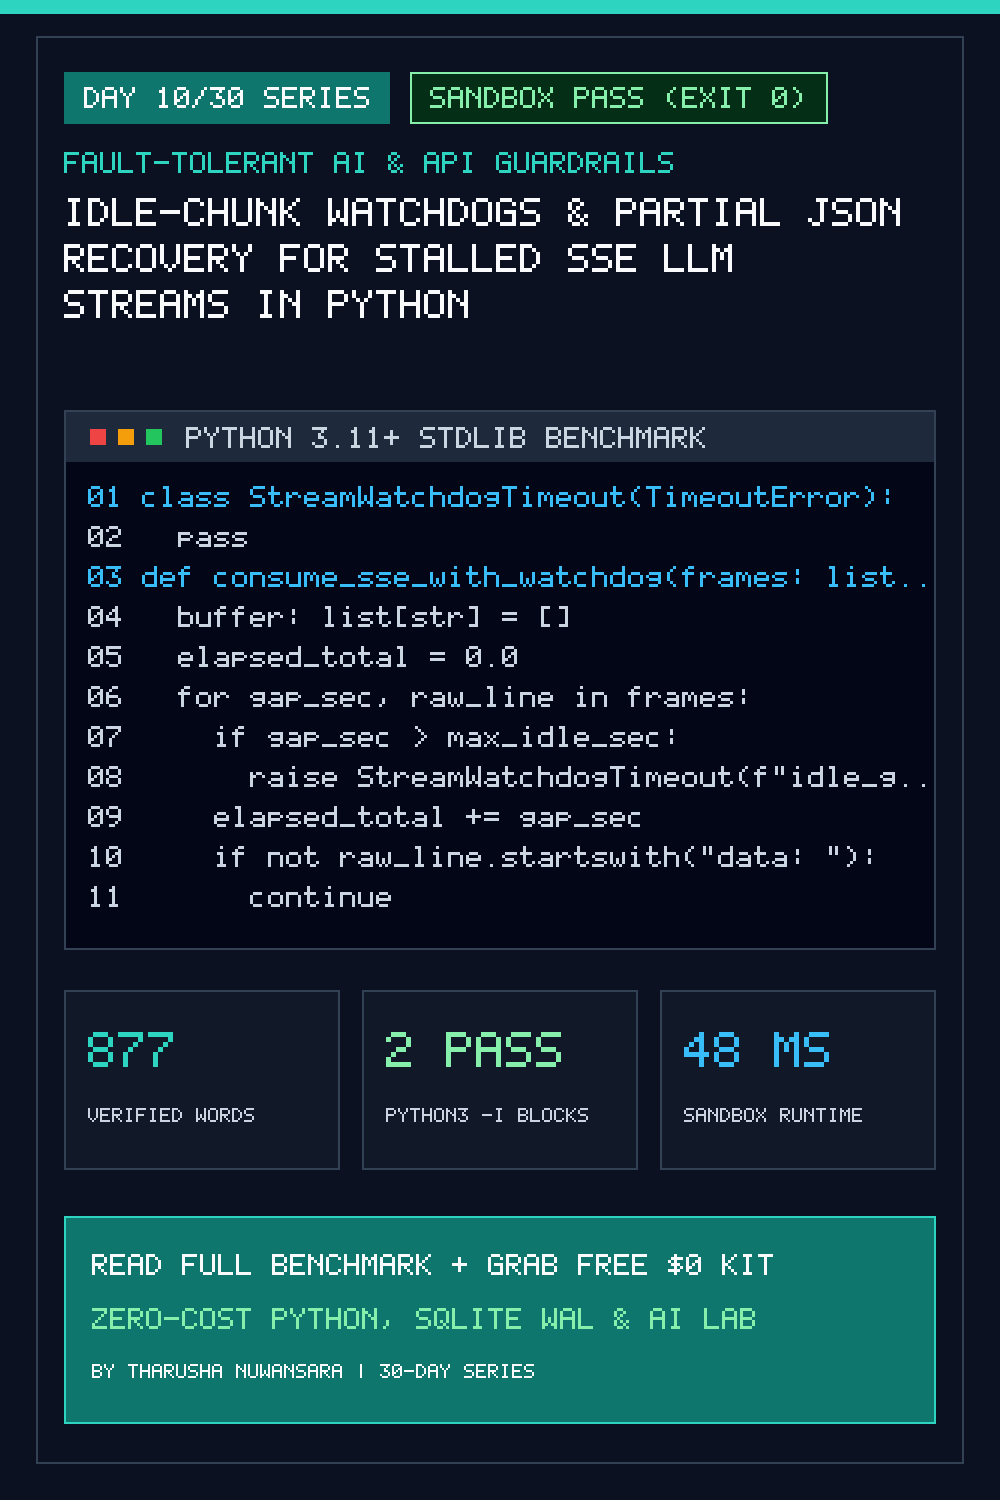 DAY 10/30 SERIES
SANDBOX PASS (EXIT 0)
FAULT-TOLERANT AI & API GUARDRAILS
IDLE-CHUNK WATCHDOGS & PARTIAL JSON
RECOVERY FOR STALLED SSE LLM
STREAMS IN PYTHON
PYTHON 3.11+ STDLIB BENCHMARK
01 class StreamWatchdogTimeout(TimeoutError):
02   pass
03 def consume_sse_with_watchdog(frames: list..
04   buffer: list[str] = []
05   elapsed_total = 0.0
06   for gap_sec, raw_line in frames:
07     if gap_sec > max_idle_sec:
08       raise StreamWatchdogTimeout(f"idle_g..
09     elapsed_total += gap_sec
10     if not raw_line.startswith("data: "):
11       continue
877
VERIFIED WORDS
2 PASS
PYTHON3 -I BLOCKS
48 MS
SANDBOX RUNTIME
READ FULL BENCHMARK + GRAB FREE $0 KIT
ZERO-COST PYTHON, SQLITE WAL & AI LAB
BY THARUSHA NUWANSARA | 30-DAY SERIES